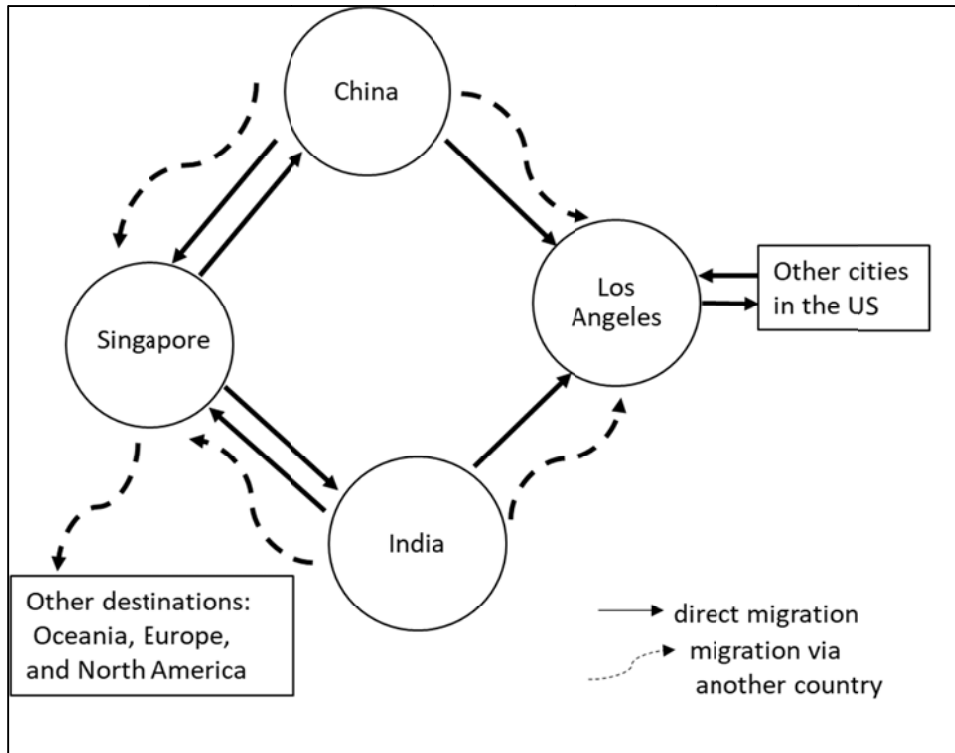 China
Los
Angeles
Other cities
in the US
Singapore
India
Other destinations:
Oceania, Europe,
and North America
direct migration
migration via
another country